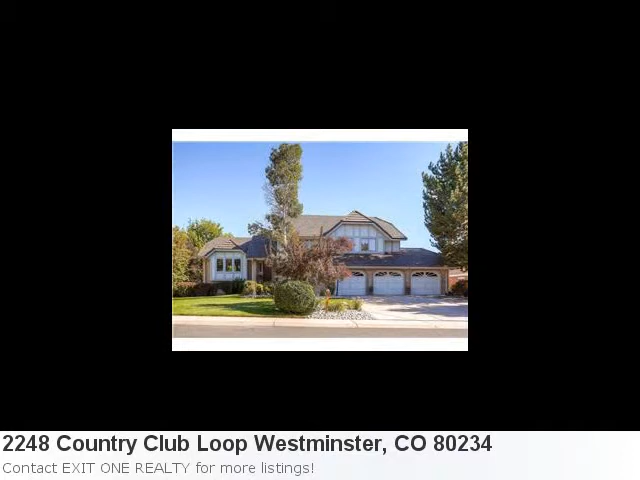 2248 Country Club Loop Westminster, CO 80234
Contact EXIT ONE REALTY for more listings!